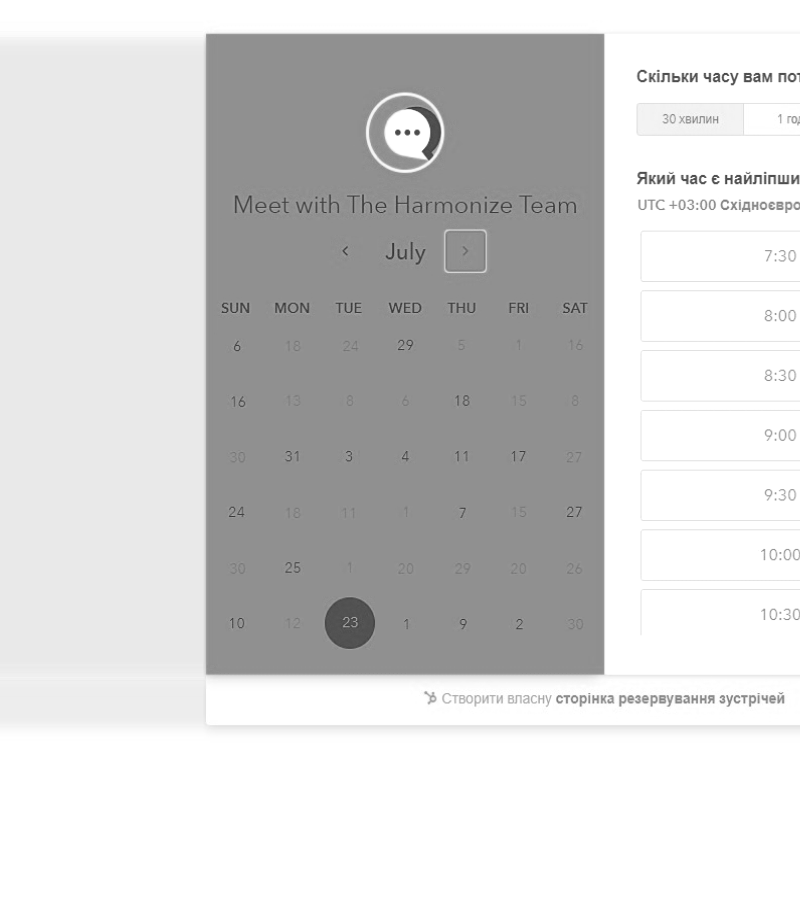 Meet with The Harmonize Team
July
SUN MON TUE WED THU FRI SAT
6 18 24 29 5 1 16
16 13 8 6 18 15 8
30 31 3 4 11 17 27
24 18 11 1 7 15 27
30 25 1 20 29 20 26
10 12 23 1 9 2 30
Скільки часу вам
30 хвилин 1
Який час є
UTC +03:00
7:30
8:00
8:30
9:00
9:30
10:00
10:30
Створити власну сторінка резервування зустрічей